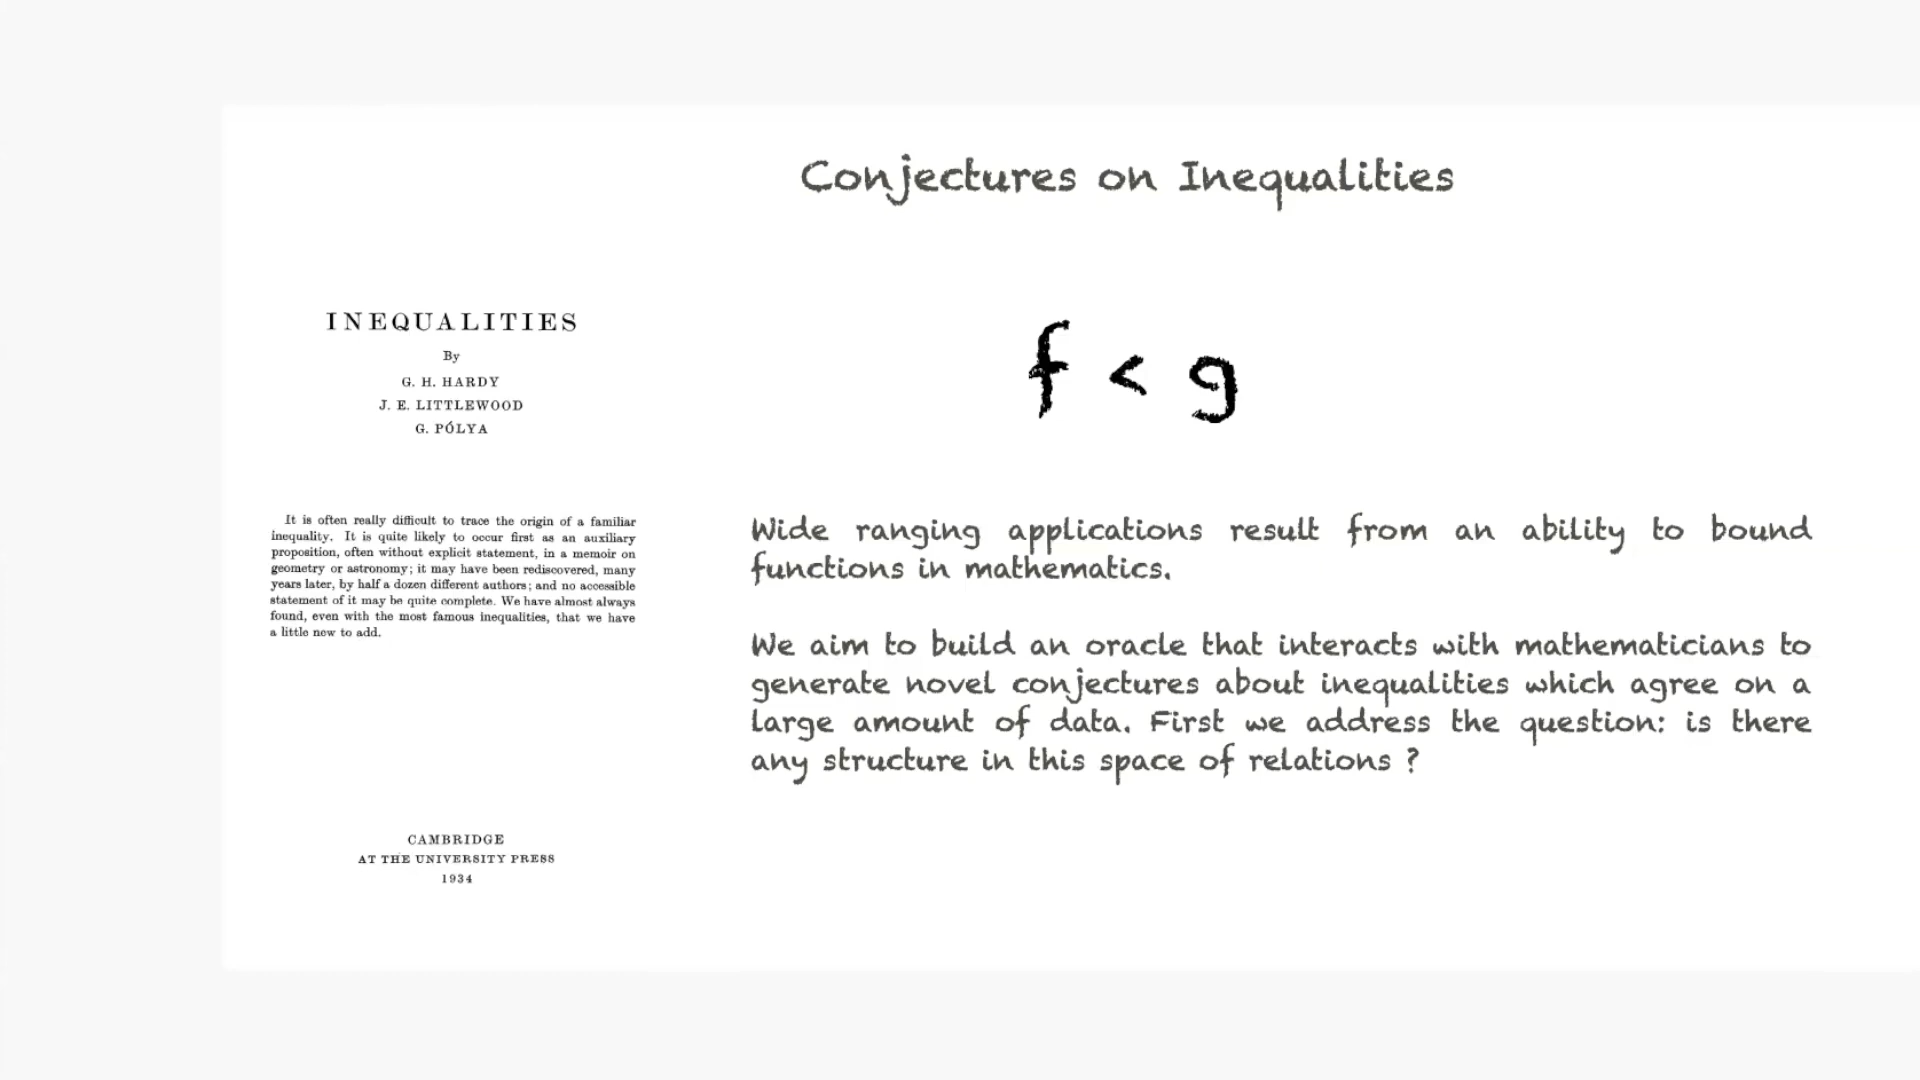 Conjectures on Inequalities
INEQUALITIES
By
G. H. HARDY
J. E. LITTLEWOOD
G. PÓLYA
It is often really difficult to trace the origin of a familiar
inequality. It is quite likely to occur first as an auxiliary
proposition, often without explicit statement, in a memoir on
geometry or astronomy; it may have been rediscovered, many
years later, by half a dozen different authors; and no accessible
statement of it may be quite complete. We have almost always
found, even with the most famous inequalities, that we have
a little new to add.
CAMBRIDGE
AT THE UNIVERSITY PRESS
1934
f < g
Wide ranging applications result from an ability to bound
functions in mathematics.
We aim to build an oracle that interacts with mathematicians to
generate novel conjectures about inequalities which agree on a
large amount of data. First we address the question: is there
any structure in this space of relations ?